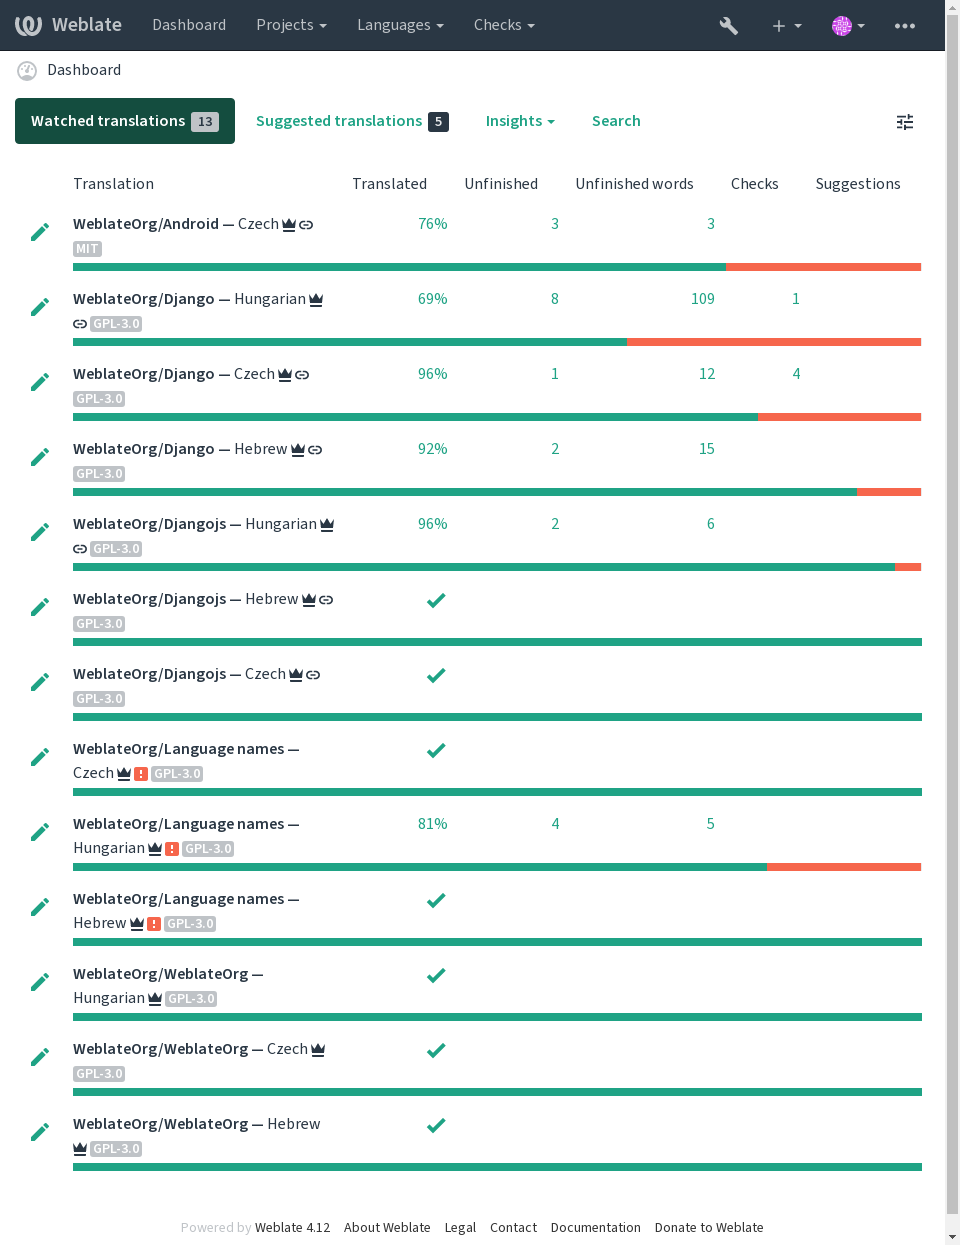 Weblate Dashboard Projects Languages Checks
Dashboard
Watched translations 13 Suggested translations 5 Insights Search
Translation Translated Unfinished Unfinished words Checks Suggestions
WeblateOrg/Android — Czech 76% 3 3
MIT
WeblateOrg/Django — Hungarian 69% 8 109 1
GPL-3.0
WeblateOrg/Django — Czech 96% 1 12 4
GPL-3.0
WeblateOrg/Django — Hebrew 92% 2 15
GPL-3.0
WeblateOrg/Djangojs — Hungarian 96% 2 6
GPL-3.0
WeblateOrg/Djangojs — Hebrew
GPL-3.0
WeblateOrg/Djangojs — Czech
GPL-3.0
WeblateOrg/Language names —
Czech ! GPL-3.0
WeblateOrg/Language names — 81% 4 5
Hungarian ! GPL-3.0
WeblateOrg/Language names —
Hebrew ! GPL-3.0
WeblateOrg/WeblateOrg —
Hungarian GPL-3.0
WeblateOrg/WeblateOrg — Czech
GPL-3.0
WeblateOrg/WeblateOrg — Hebrew
GPL-3.0
Powered by Weblate 4.12 About Weblate Legal Contact Documentation Donate to Weblate